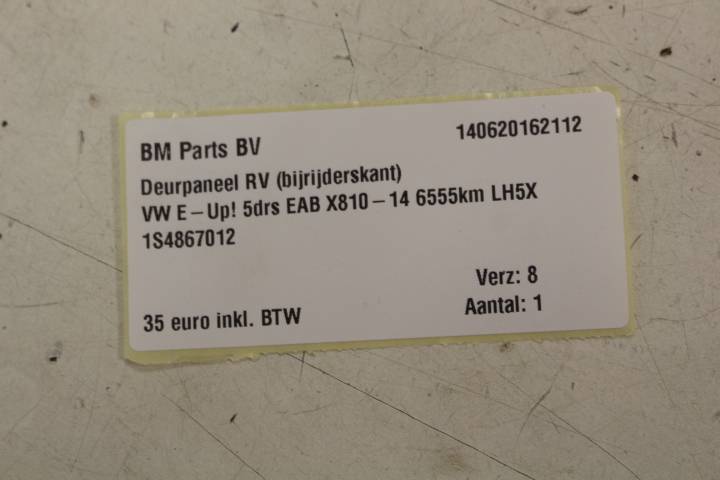 BM Parts BV 140620162112
Deurpaneel RV (bijrijderskant)
VW E-Up! 5drs EAB X810-14 6555km LH5X
1S4867012
Verz: 8
35 euro inkl. BTW Aantal: 1